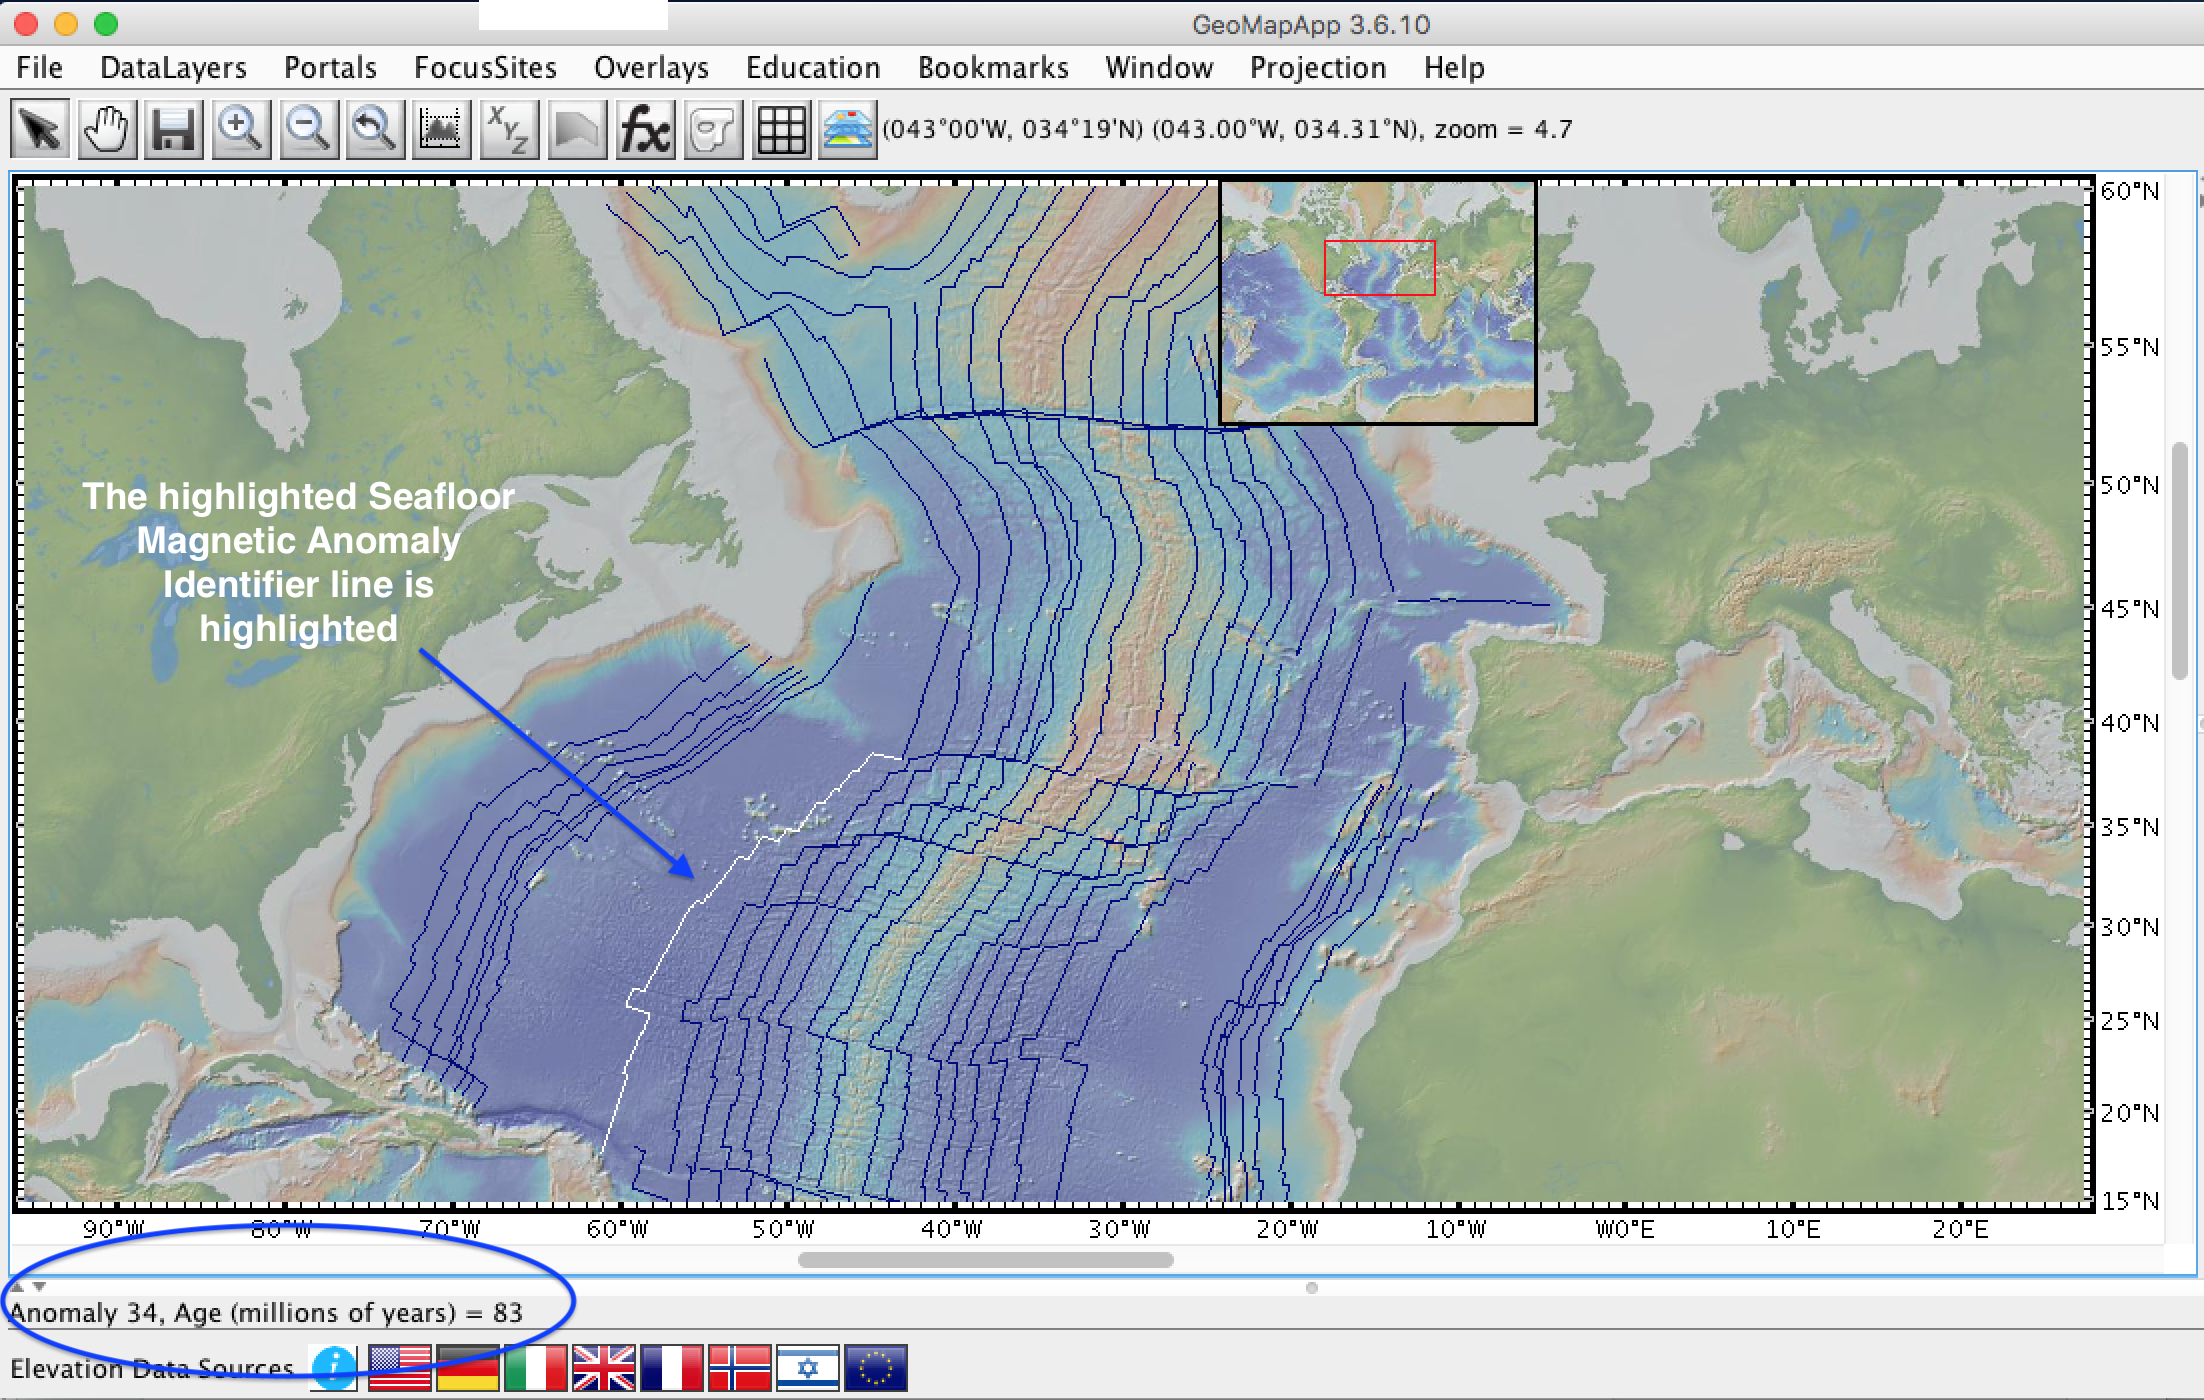 GeoMapApp 3.6.10
File DataLayers Portals FocusSites Overlays Education Bookmarks Window Projection Help
XYZ fx (043°00'W, 034°19'N) (043.00°W, 034.31°N), zoom = 4.7
60°N
55°N
50°N
45°N
40°N
35°N
30°N
25°N
20°N
15°N
The highlighted Seafloor
Magnetic Anomaly
Identifier line is
highlighted
90°W 80°W 70°W 60°W 50°W 40°W 30°W 20°W 10°W W0°E 10°E 20°E
Anomaly 34, Age (millions of years) = 83
Elevation Data Sources i